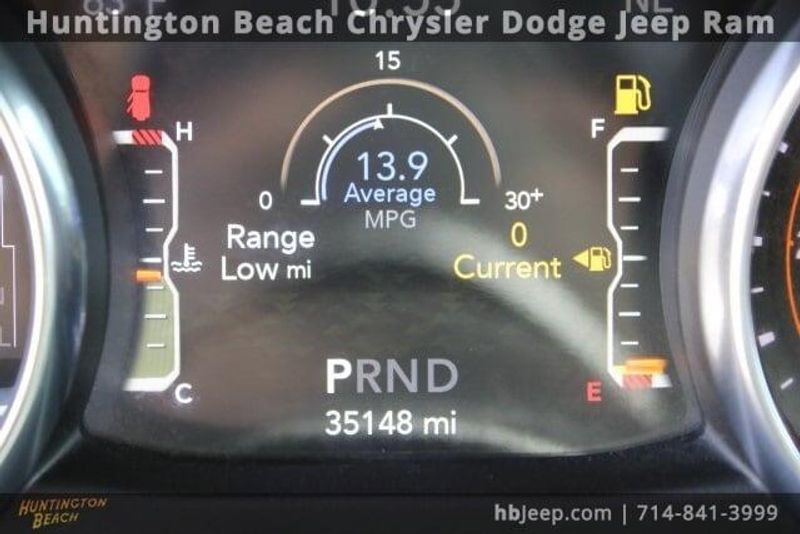 Huntington Beach Chrysler Dodge Jeep Ram
15
H
F
13.9
Average
MPG
0
30+
Range
Low mi
0
Current
PRND
C
E
35148 mi
HUNTINGTON
BEACH
hbjeep.com | 714-841-3999